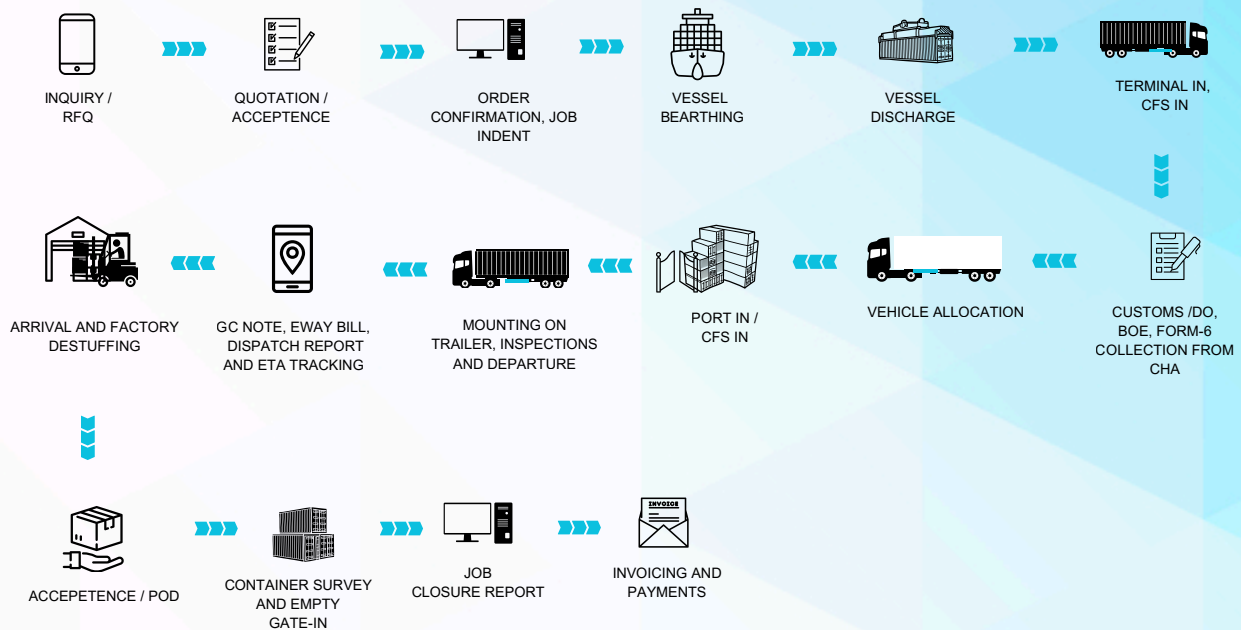 INQUIRY /
RFQ
QUOTATION /
ACCEPTENCE
ORDER
CONFIRMATION, JOB
INDENT
VESSEL
BEARTHING
VESSEL
DISCHARGE
TERMINAL IN,
CFS IN
CUSTOMS /DO,
BOE, FORM-6
COLLECTION FROM
CHA
VEHICLE ALLOCATION
PORT IN /
CFS IN
MOUNTING ON
TRAILER, INSPECTIONS
AND DEPARTURE
GC NOTE, EWAY BILL,
DISPATCH REPORT
AND ETA TRACKING
ARRIVAL AND FACTORY
DESTUFFING
ACCEPETENCE / POD
CONTAINER SURVEY
AND EMPTY
GATE-IN
JOB
CLOSURE REPORT
INVOICE
INVOICING AND
PAYMENTS